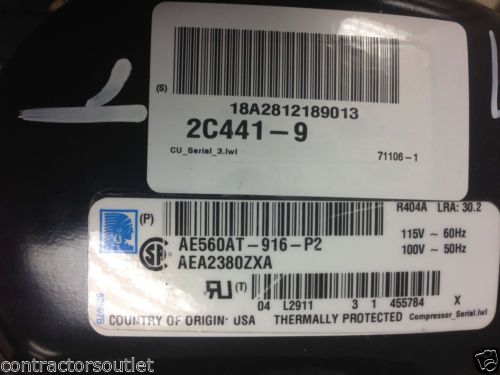 (S)
18A2812189013
2C441-9
CU_Serial_3.lwl
71106-1
(P)
R404A LRA: 30.2
115V ~ 60Hz
100V ~ 50Hz
AE560AT-916-P2
AEA2380ZXA
(T)
04 L2911 3 1 455784 X
COUNTRY OF ORIGIN: USA THERMALLY PROTECTED Compressor_Serial.lwl
© contractorsoutlet